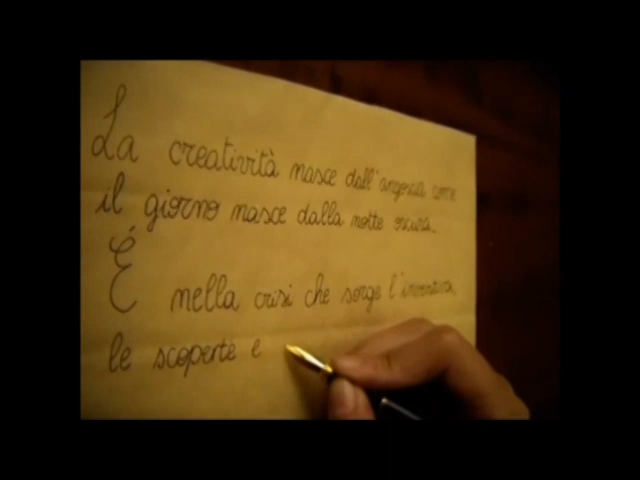 La creatività nasce dall'angoscia come
il giorno nasce dalla notte oscura.
É nella crisi che sorge l'inventiva,
le scoperte e